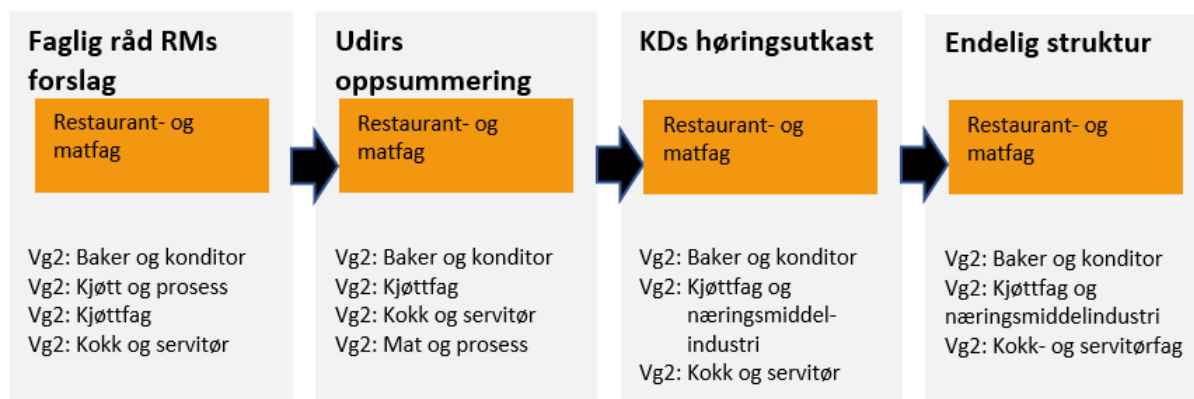 Faglig råd RMs
forslag
Restaurant- og
matfag
Vg2: Baker og konditor
Vg2: Kjøtt og prosess
Vg2: Kjøttfag
Vg2: Kokk og servitør
Udirs
oppsummering
Restaurant- og
matfag
Vg2: Baker og konditor
Vg2: Kjøttfag
Vg2: Kokk og servitør
Vg2: Mat og prosess
KDs høringsutkast
Restaurant- og
matfag
Vg2: Baker og konditor
Vg2: Kjøttfag og
næringsmiddel-
industri
Vg2: Kokk og servitør
Endelig struktur
Restaurant- og
matfag
Vg2: Baker og konditor
Vg2: Kjøttfag og
næringsmiddelindustri
Vg2: Kokk- og servitørfag